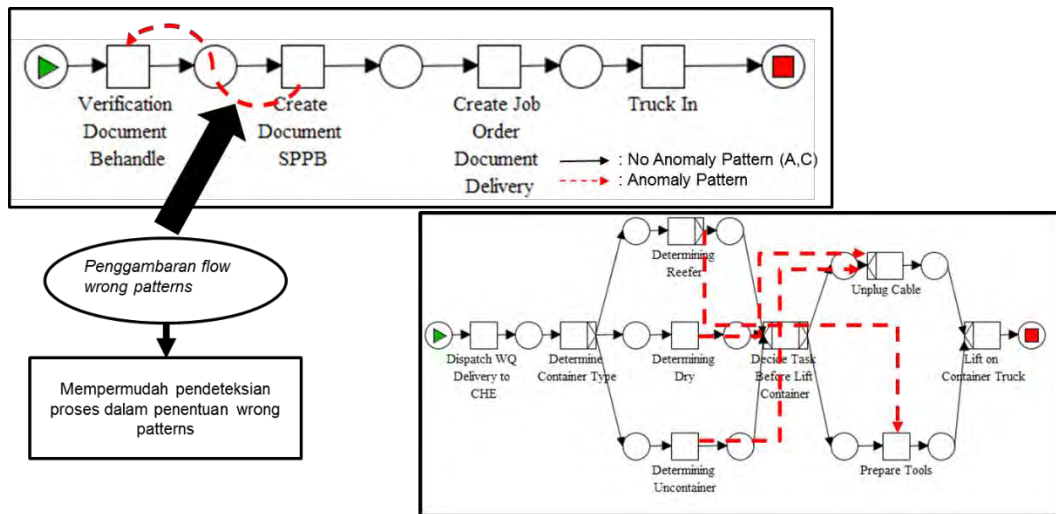 Verification
Document
Behandle
Create
Document
SPPB
Create Job
Order
Document
Delivery
Truck In
: No Anomaly Pattern (A,C)
: Anomaly Pattern
Penggambaran flow
wrong patterns
Mempermudah pendeteksian
proses dalam penentuan wrong
patterns
Determining
Reefer
Unplug Cable
Dispatch WQ
Delivery to
CHE
Determine
Container Type
Determining
Dry
Decide Task
Before Lift
Container
Lift on
Container Truck
Determining
Uncontainer
Prepare Tools